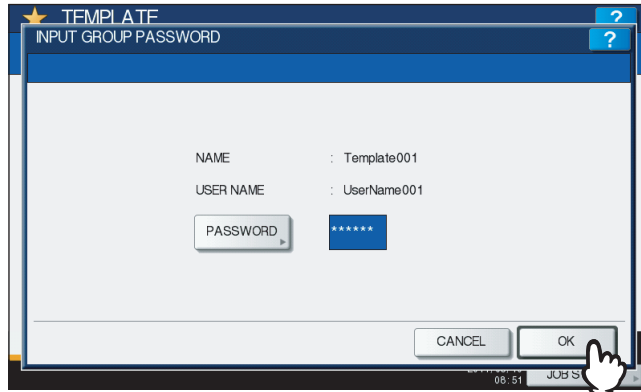 TEMPLATE ?
INPUT GROUP PASSWORD ?
NAME : Template001
USER NAME : UserName001
PASSWORD ******
CANCEL OK
08:51 JOB S